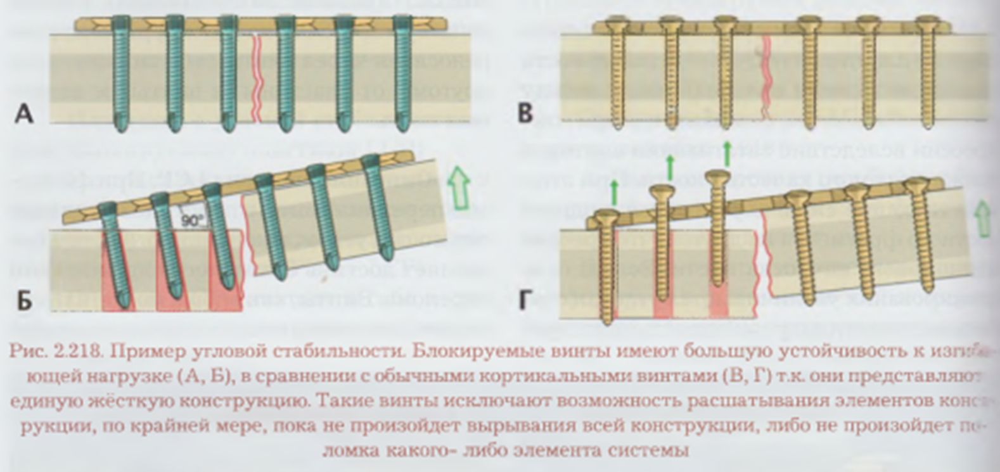 А
В
90°
Б
Г
Рис. 2.218. Пример угловой стабильности. Блокируемые винты имеют большую устойчивость к изгиба-
ющей нагрузке (А, Б), в сравнении с обычными кортикальными винтами (В, Г) т.к. они представляют
единую жёсткую конструкцию. Такие винты исключают возможность расшатывания элементов конст-
рукции, по крайней мере, пока не произойдет вырывания всей конструкции, либо не произойдет по-
ломка какого- либо элемента системы